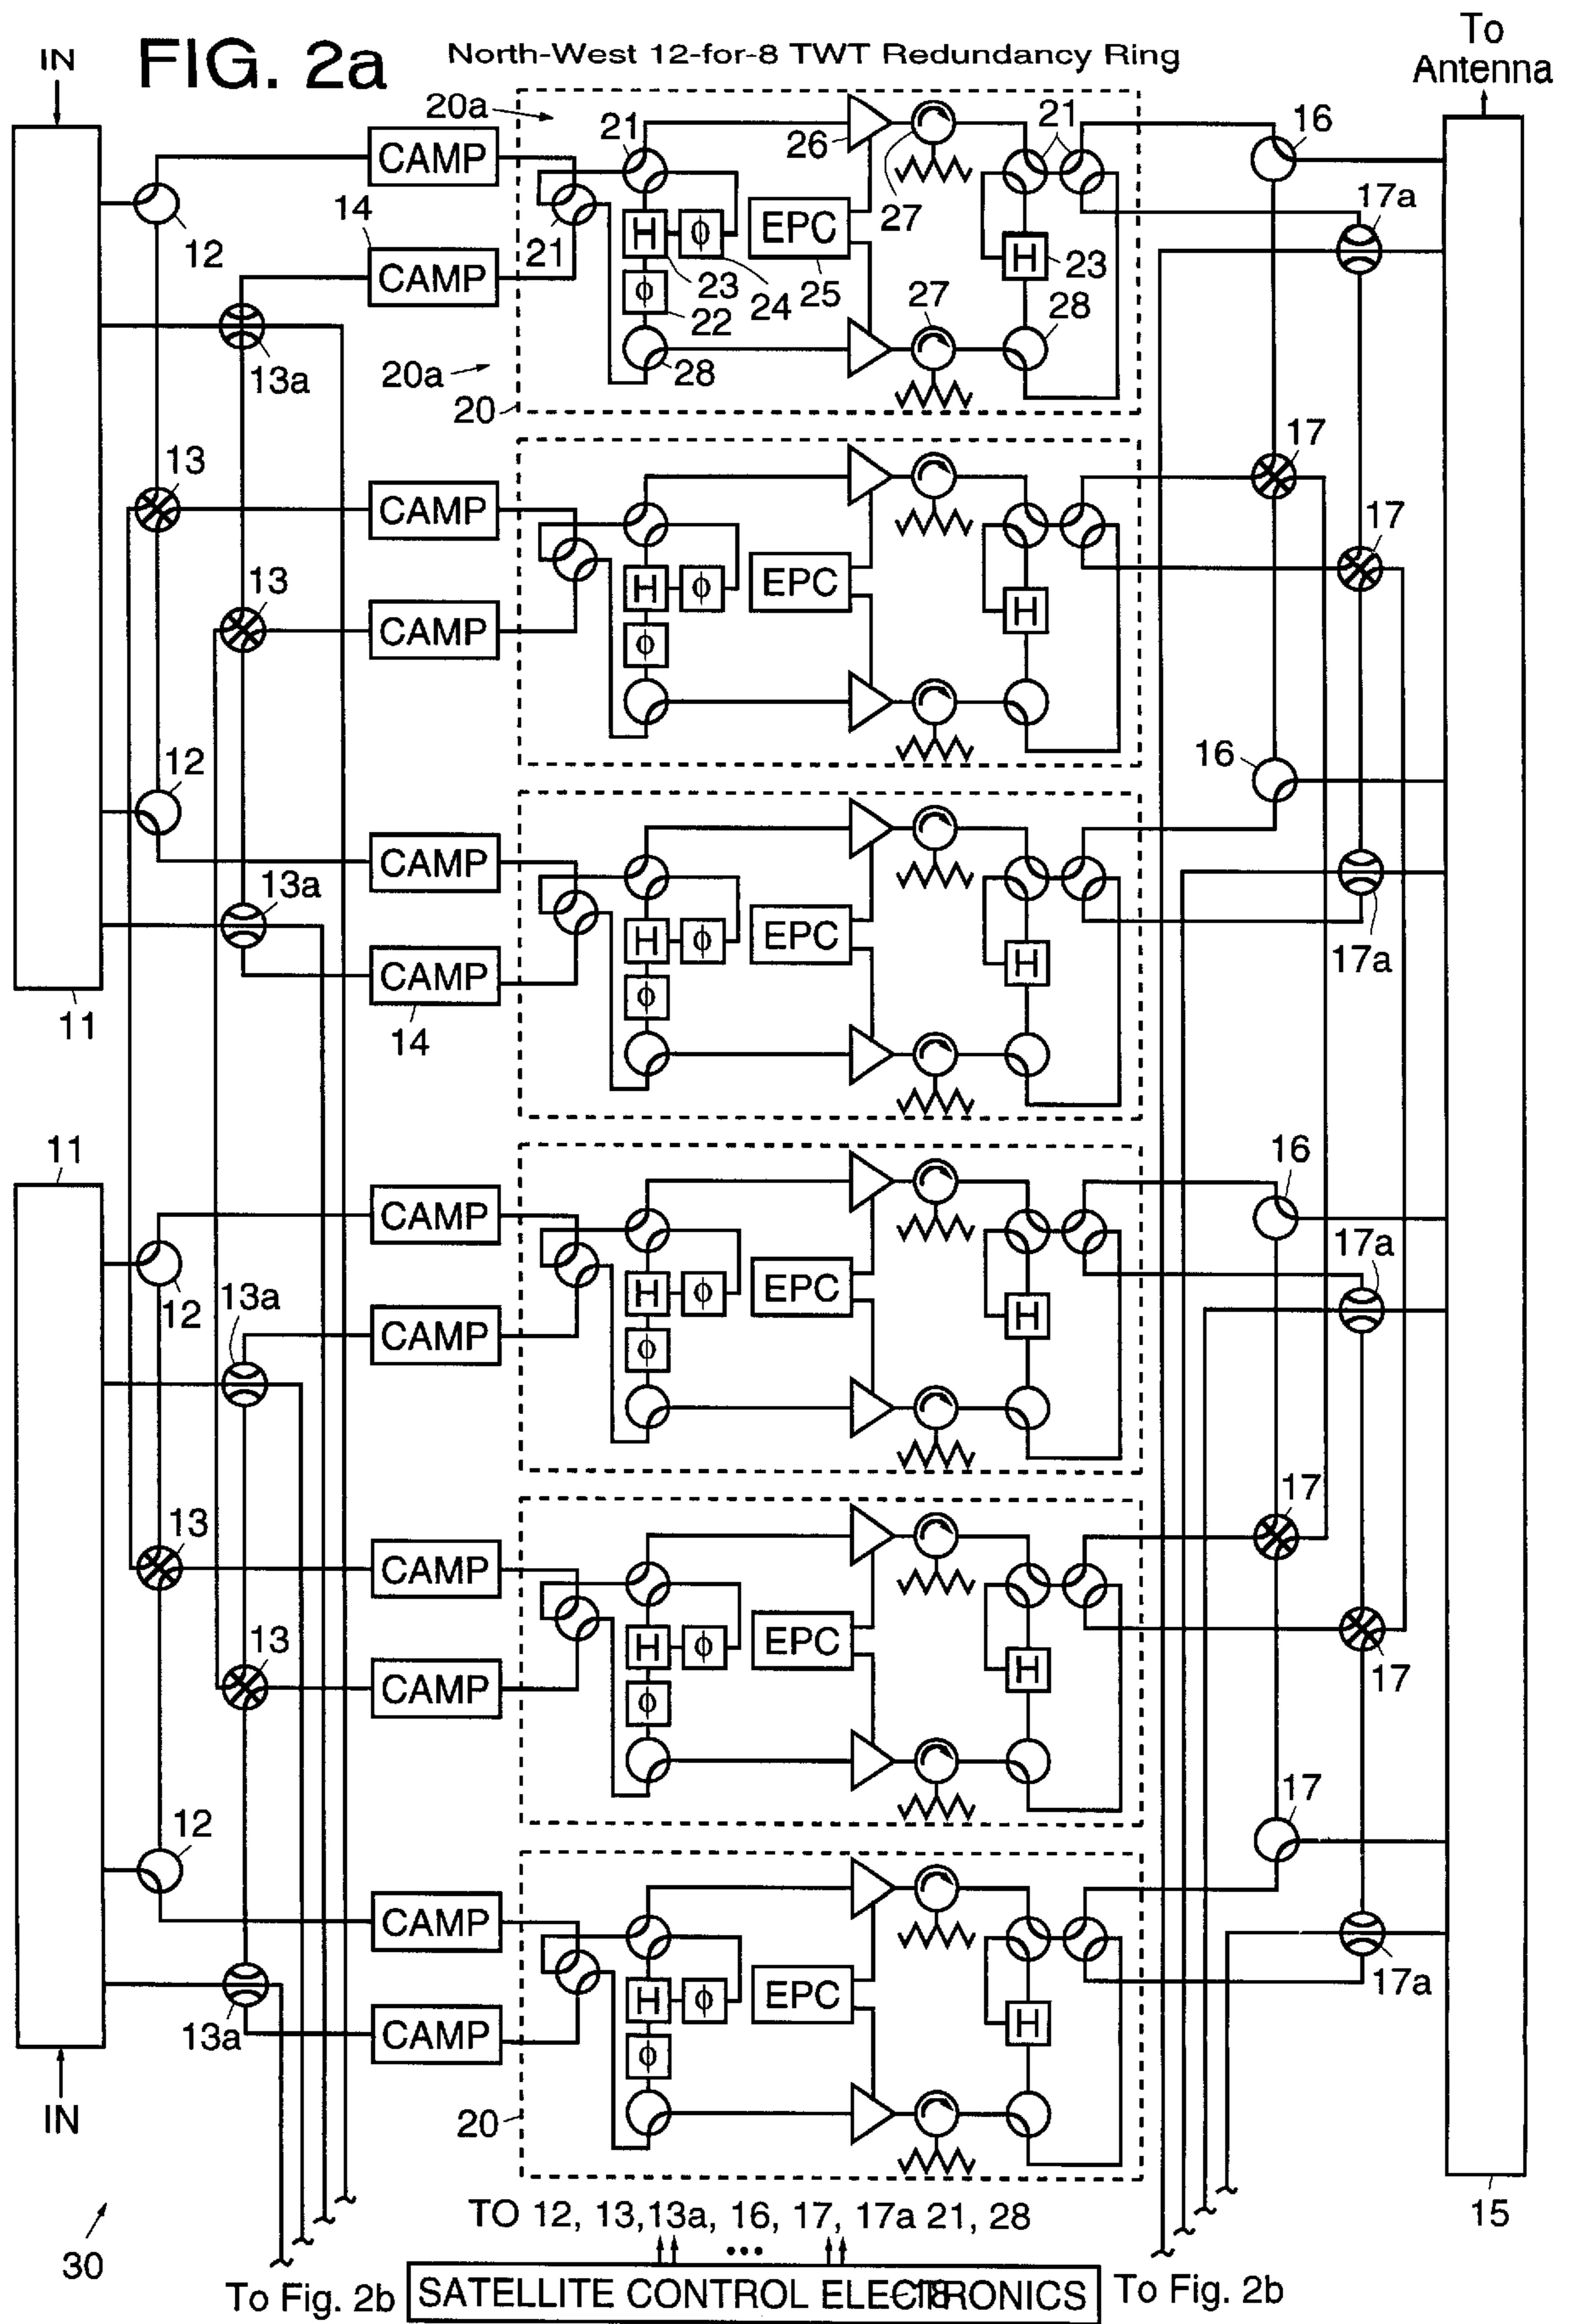 FIG. 2a
North-West 12-for-8 TWT Redundancy Ring
To
Antenna
IN
20a
21
26
21
16
CAMP
14
12
21
H
ϕ
EPC
27
17a
CAMP
23
24
25
H
23
ϕ
22
27
28
13a
20a
28
20
13
CAMP
17
17
H
ϕ
EPC
H
13
CAMP
ϕ
12
16
CAMP
13a
H
ϕ
EPC
H
17a
CAMP
ϕ
11
14
11
16
CAMP
17a
12
13a
H
ϕ
EPC
H
CAMP
ϕ
17
13
CAMP
13
H
ϕ
EPC
H
17
CAMP
ϕ
17
12
CAMP
H
ϕ
EPC
H
17a
13a
CAMP
ϕ
IN
20
15
TO 12, 13, 13a, 16, 17, 17a 21, 28
30
...
To Fig. 2b
SATELLITE CONTROL ELECTRONICS
18
To Fig. 2b